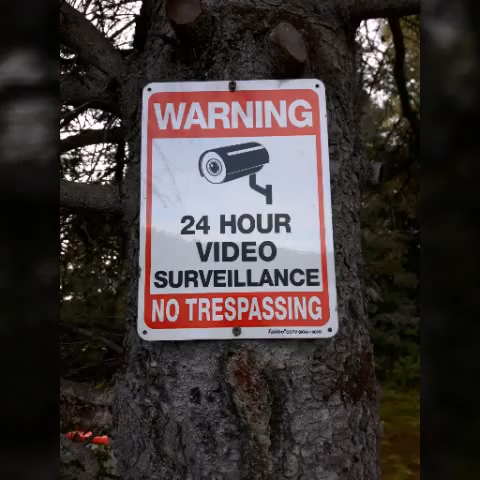 WARNING
24 HOUR
VIDEO
SURVEILLANCE
NO TRESPASSING